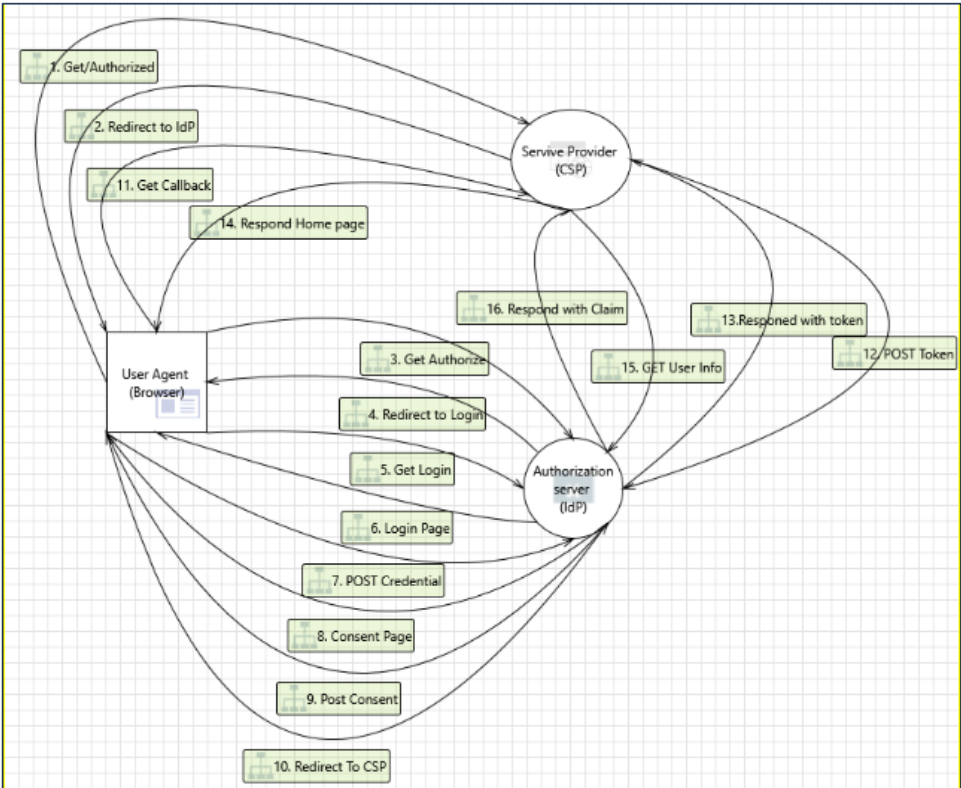 1. Get/Authorized
2. Redirect to IdP
Servive Provider
(CSP)
11. Get Callback
14. Respond Home page
16. Respond with Claim
13.Responed with token
12. POST Token
3. Get Authorize
15. GET User Info
User Agent
(Browser)
4. Redirect to Login
5. Get Login
Authorization
server
(IdP)
6. Login Page
7. POST Credential
8. Consent Page
9. Post Consent
10. Redirect To CSP